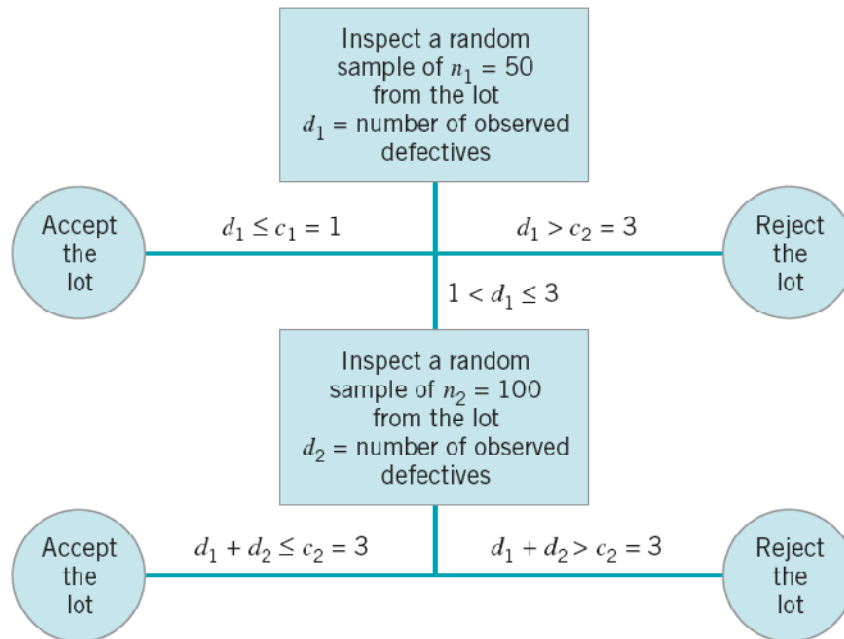 Inspect a random
sample of n₁ = 50
from the lot
d₁ = number of observed
defectives
Accept
the
lot
d₁ ≤ c₁ = 1
d₁ > c₂ = 3
Reject
the
lot
1 < d₁ ≤ 3
Inspect a random
sample of n₂ = 100
from the lot
d₂ = number of observed
defectives
Accept
the
lot
d₁ + d₂ ≤ c₂ = 3
d₁ + d₂ > c₂ = 3
Reject
the
lot